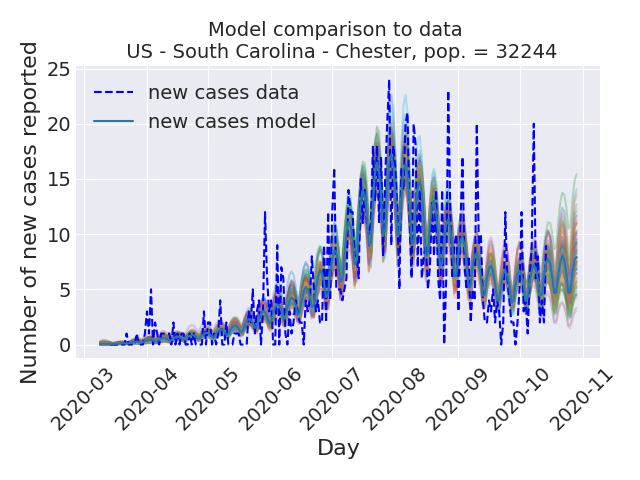 Model comparison to data
US - South Carolina - Chester, pop. = 32244
Number of new cases reported
25
20
15
10
5
0
new cases data
new cases model
2020-03
2020-04
2020-05
2020-06
2020-07
2020-08
2020-09
2020-10
2020-11
Day